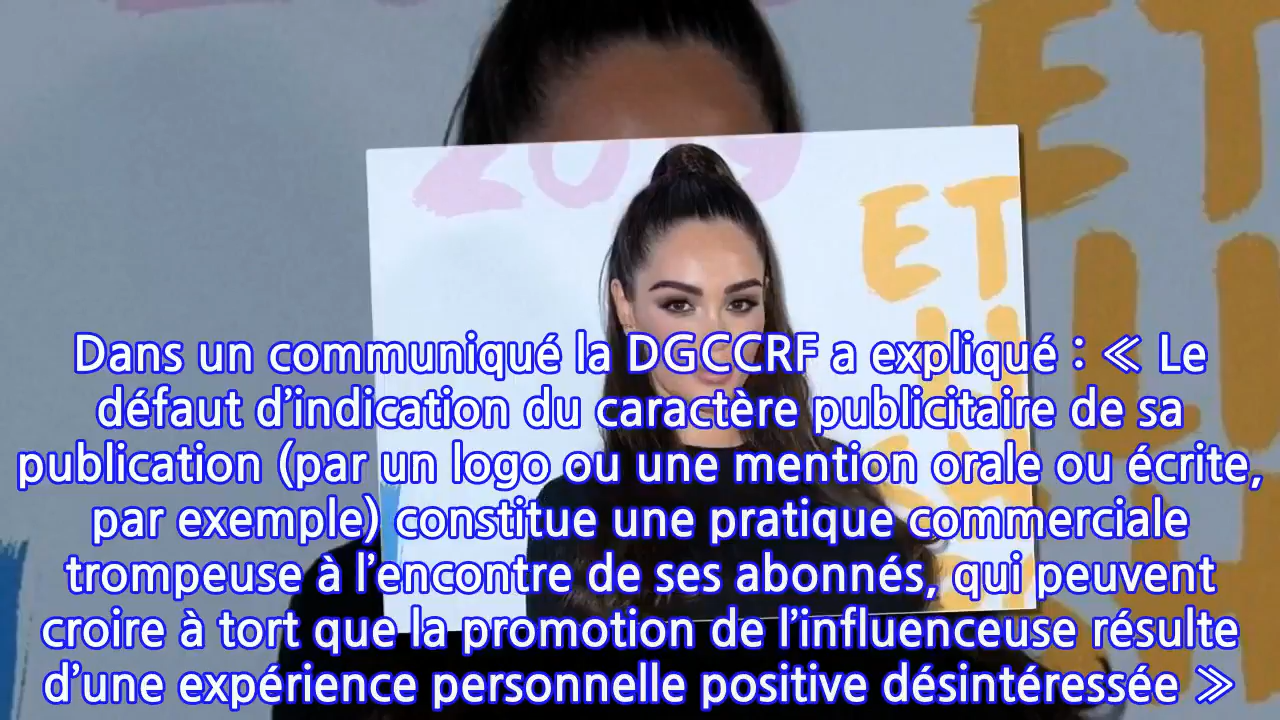 2019
ET
Dans un communiqué la DGCCRF a expliqué : « Le
défaut d’indication du caractère publicitaire de sa
publication (par un logo ou une mention orale ou écrite,
par exemple) constitue une pratique commerciale
trompeuse à l’encontre de ses abonnés, qui peuvent
croire à tort que la promotion de l’influenceuse résulte
d’une expérience personnelle positive désintéressée »